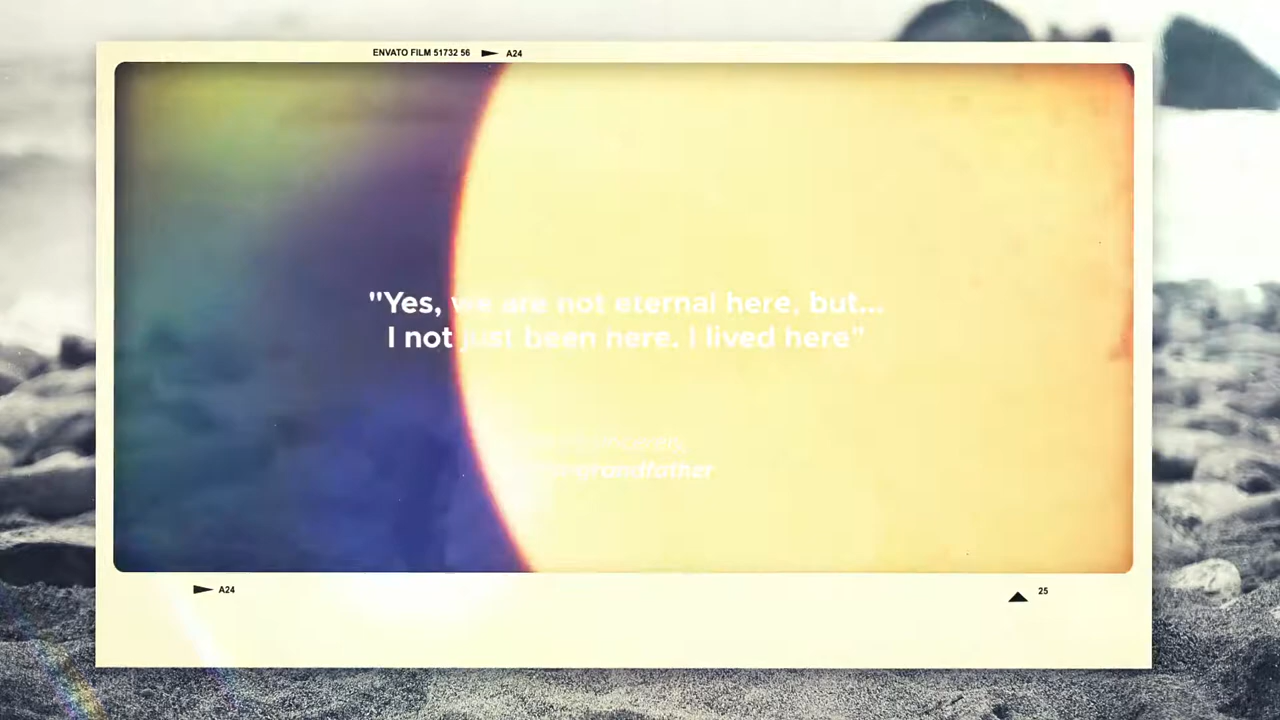 ENVATO FILM 51732 56 A24
"Yes, we are not eternal here, but...
I not just been here. I lived here"
grandfather
A24
25